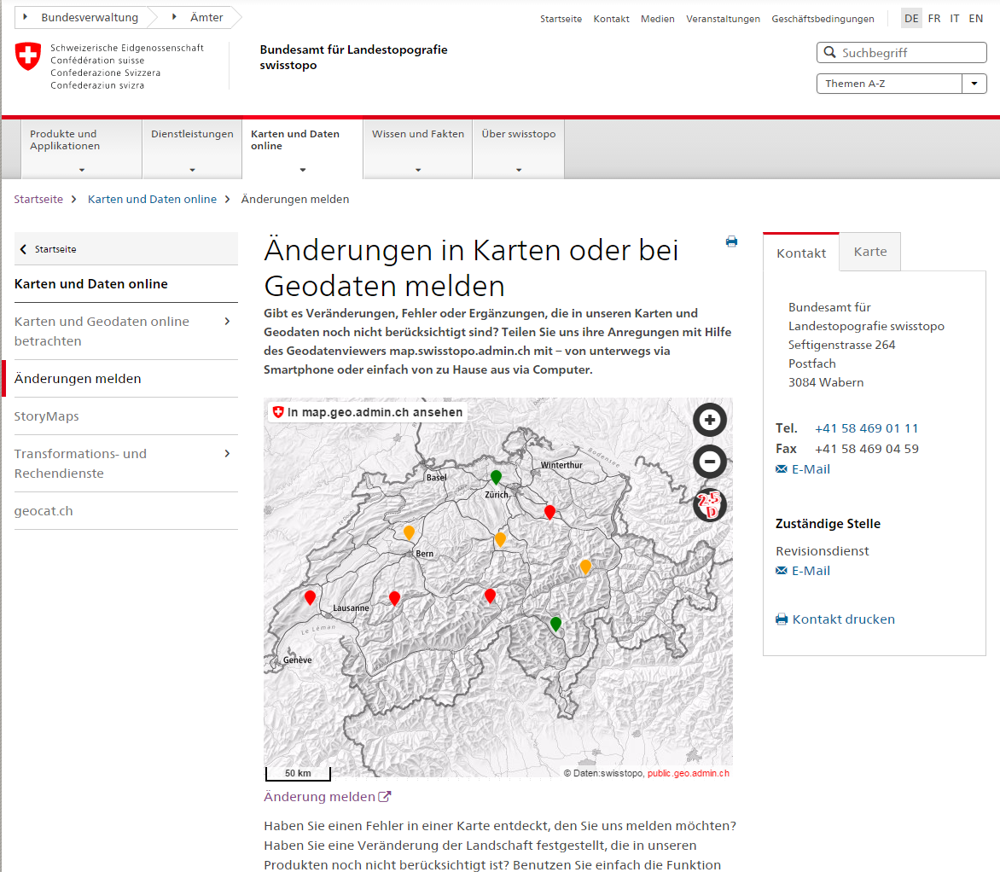 Bundesverwaltung
Ämter
Startseite Kontakt Medien Veranstaltungen Geschäftsbedingungen
DE FR IT EN
Schweizerische Eidgenossenschaft
Confédération suisse
Confederazione Svizzera
Confederaziun svizra
Bundesamt für Landestopografie
swisstopo
Suchbegriff
Themen A-Z
Produkte und
Applikationen
Dienstleistungen
Karten und Daten
online
Wissen und Fakten
Über swisstopo
Startseite
Karten und Daten online
Änderungen melden
Startseite
Karten und Daten online
Karten und Geodaten online
betrachten
Änderungen melden
StoryMaps
Transformations- und
Rechendienste
geocat.ch
Änderungen in Karten oder bei
Geodaten melden
Gibt es Veränderungen, Fehler oder Ergänzungen, die in unseren Karten und
Geodaten noch nicht berücksichtigt sind? Teilen Sie uns ihre Anregungen mit Hilfe
des Geodatenviewers map.swisstopo.admin.ch mit – von unterwegs via
Smartphone oder einfach von zu Hause aus via Computer.
In map.geo.admin.ch ansehen
2.5
D
Bodensee
Winterthur
Basel
Zürich
Le Doubs
Bern
Lausanne
Le Léman
Genève
50 km
© Daten:swisstopo, public.geo.admin.ch
Änderung melden
Haben Sie einen Fehler in einer Karte entdeckt, den Sie uns melden möchten?
Haben Sie eine Veränderung der Landschaft festgestellt, die in unseren
Produkten noch nicht berücksichtigt ist? Benutzen Sie einfach die Funktion
Kontakt
Karte
Bundesamt für
Landestopografie swisstopo
Seftigenstrasse 264
Postfach
3084 Wabern
Tel. +41 58 469 01 11
Fax +41 58 469 04 59
E-Mail
Zuständige Stelle
Revisionsdienst
E-Mail
Kontakt drucken